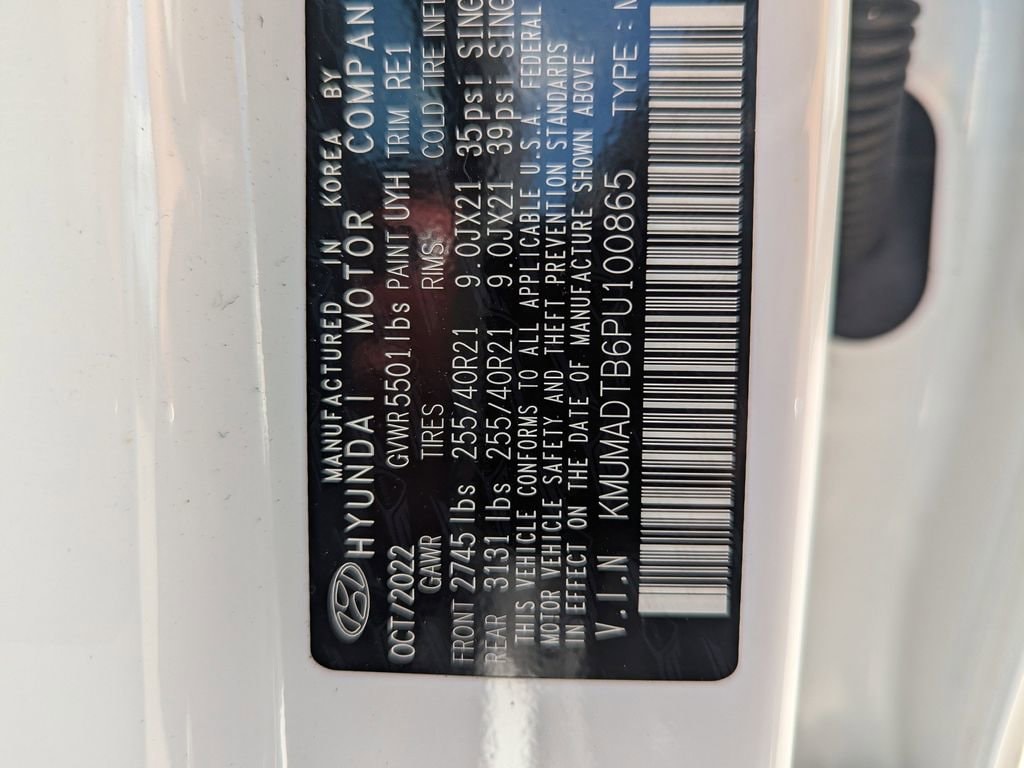 MANUFACTURED IN KOREA BY
HYUNDAI MOTOR COMPAN
OCT/2022 GWR5501lbs PAINT UYH TRIM RE1
GAWR TIRES RIMS COLD TIRE INFL
FRONT 2745lbs 255/40R21 9.0JX21 35psi SING
REAR 3131lbs 255/40R21 9.0JX21 39psi SING
THIS VEHICLE CONFORMS TO ALL APPLICABLE U.S.A. FEDERAL
MOTOR VEHICLE SAFETY AND THEFT PREVENTION STANDARDS
IN EFFECT ON THE DATE OF MANUFACTURE SHOWN ABOVE
V.I.N KMUMADTB6PU100865 TYPE : M